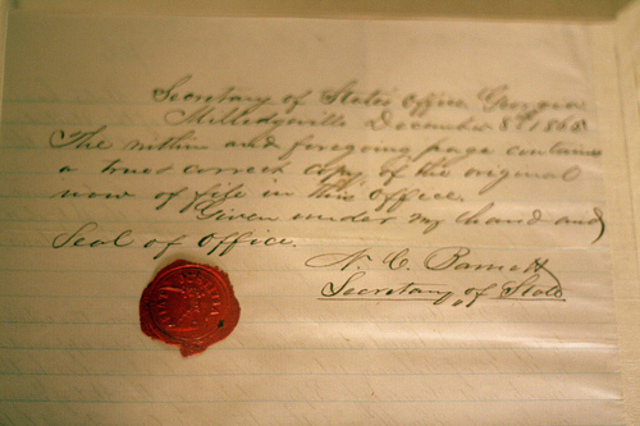 Secretary of State's Office, Georgia
Milledgeville December 8th 1865
The within and foregoing page contains
a true & correct copy of the original
now of file in this office.
Given under my hand and
Seal of Office.
N. C. Barnett
Secretary of State